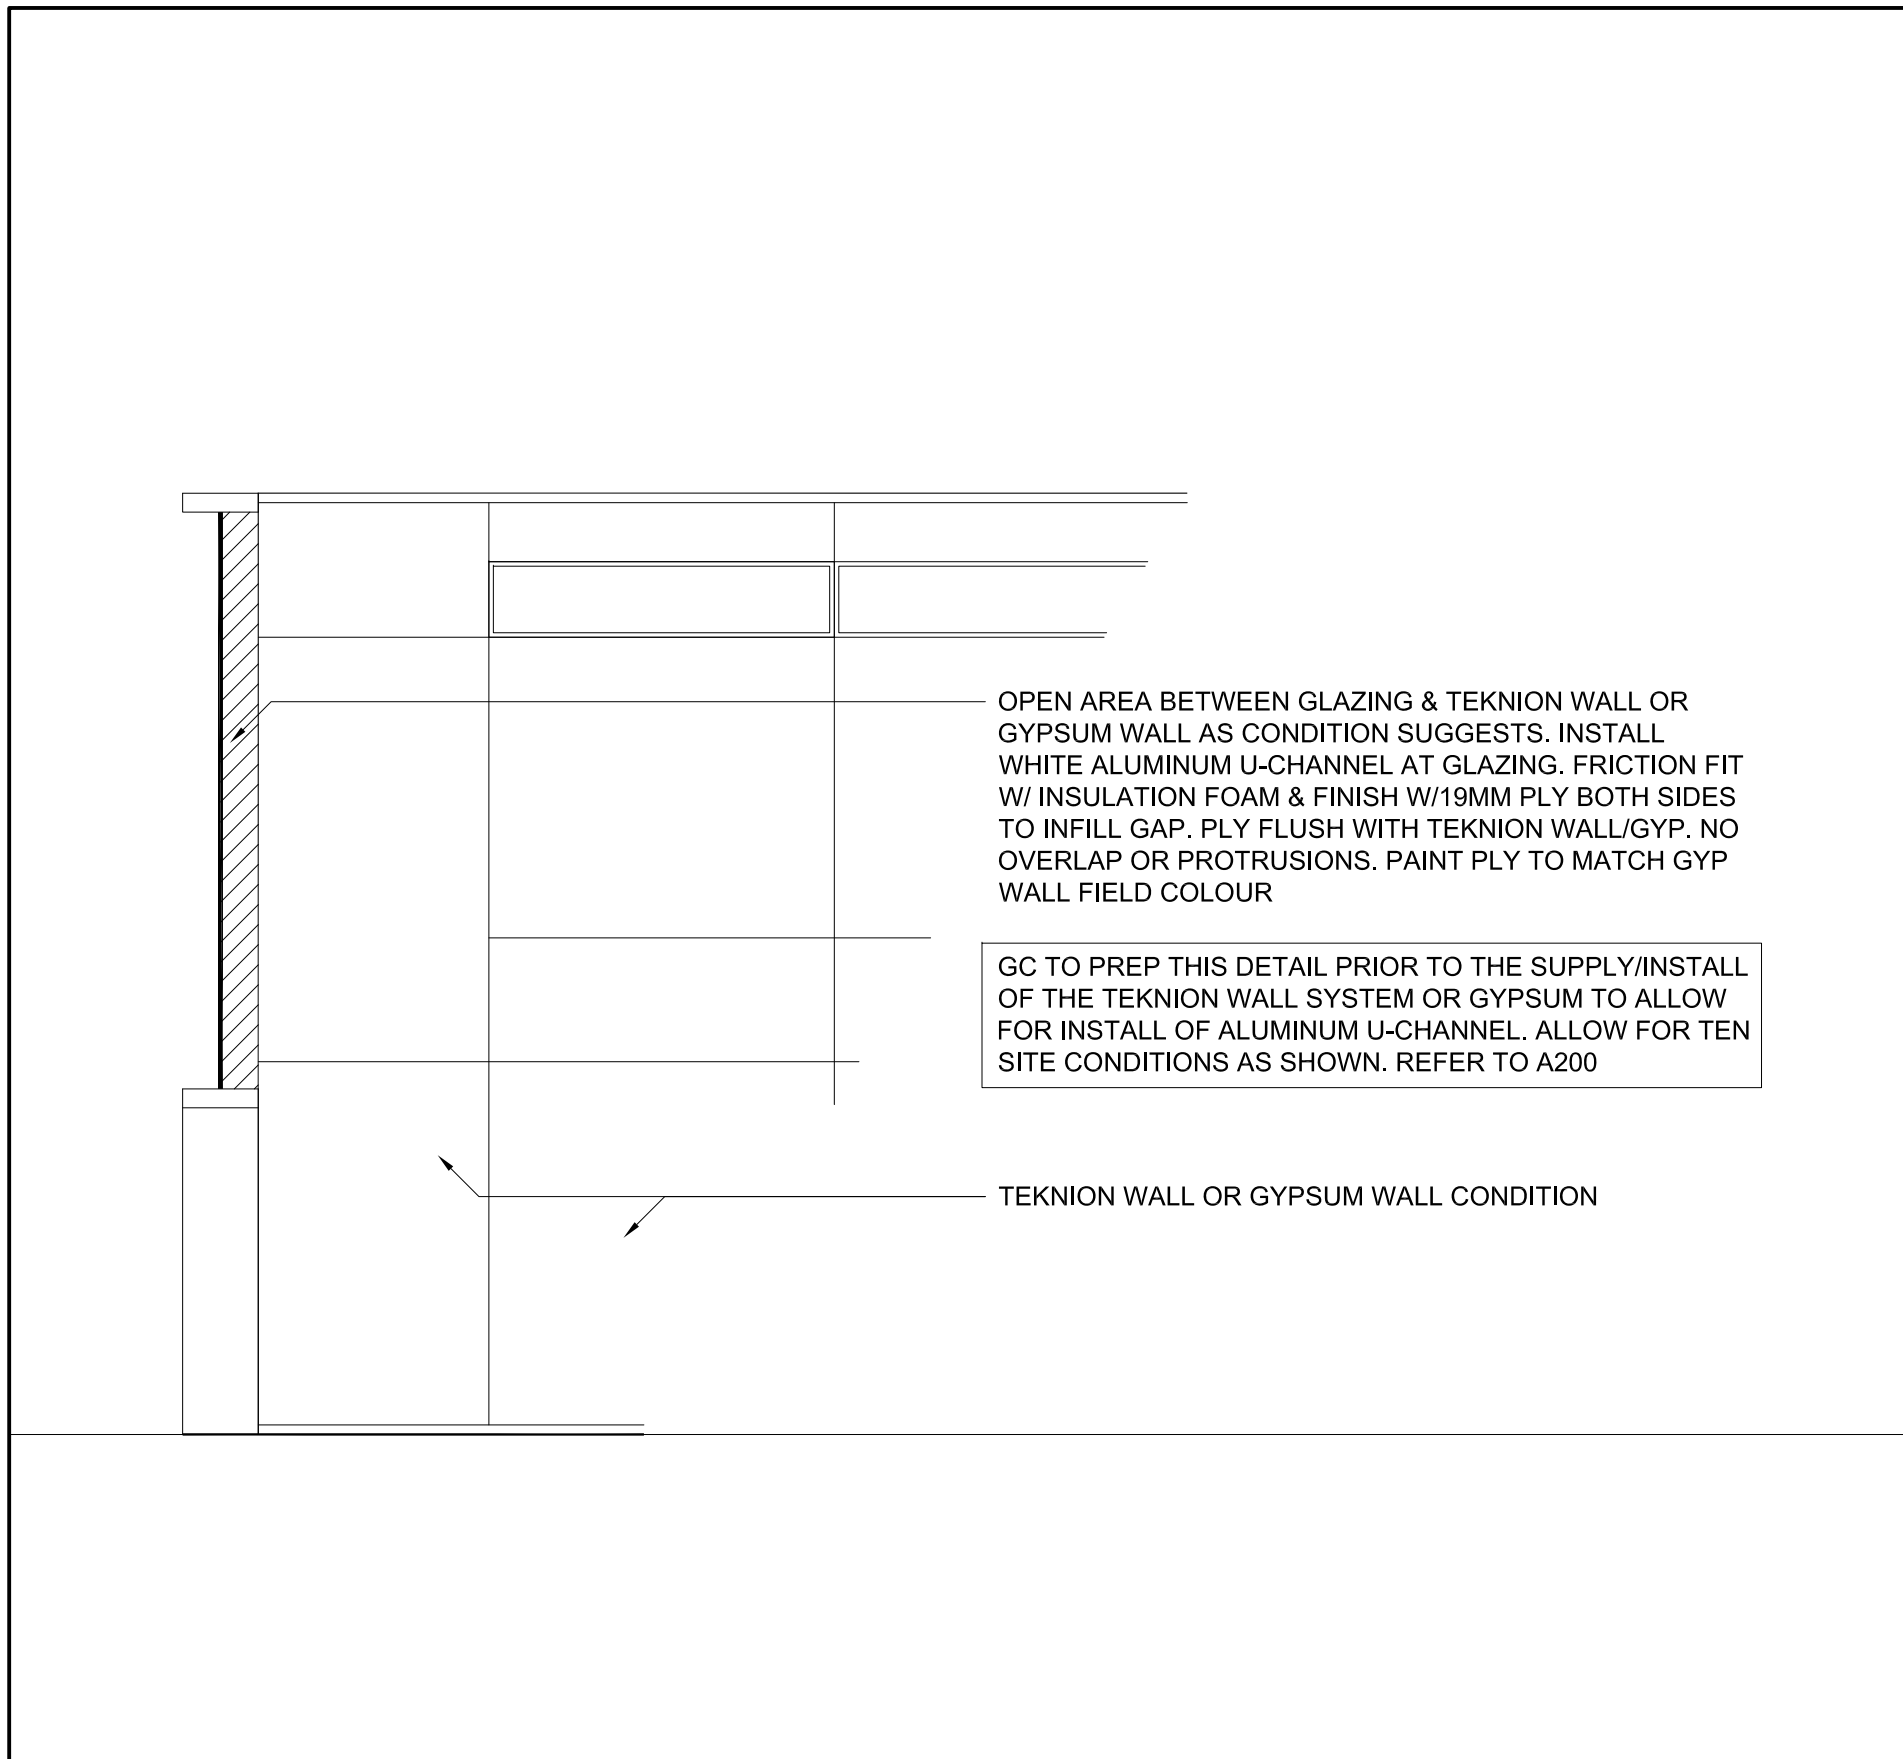 OPEN AREA BETWEEN GLAZING & TEKNION WALL OR
GYPSUM WALL AS CONDITION SUGGESTS. INSTALL
WHITE ALUMINUM U-CHANNEL AT GLAZING. FRICTION FIT
W/ INSULATION FOAM & FINISH W/19MM PLY BOTH SIDES
TO INFILL GAP. PLY FLUSH WITH TEKNION WALL/GYP. NO
OVERLAP OR PROTRUSIONS. PAINT PLY TO MATCH GYP
WALL FIELD COLOUR
GC TO PREP THIS DETAIL PRIOR TO THE SUPPLY/INSTALL
OF THE TEKNION WALL SYSTEM OR GYPSUM TO ALLOW
FOR INSTALL OF ALUMINUM U-CHANNEL. ALLOW FOR TEN
SITE CONDITIONS AS SHOWN. REFER TO A200
TEKNION WALL OR GYPSUM WALL CONDITION